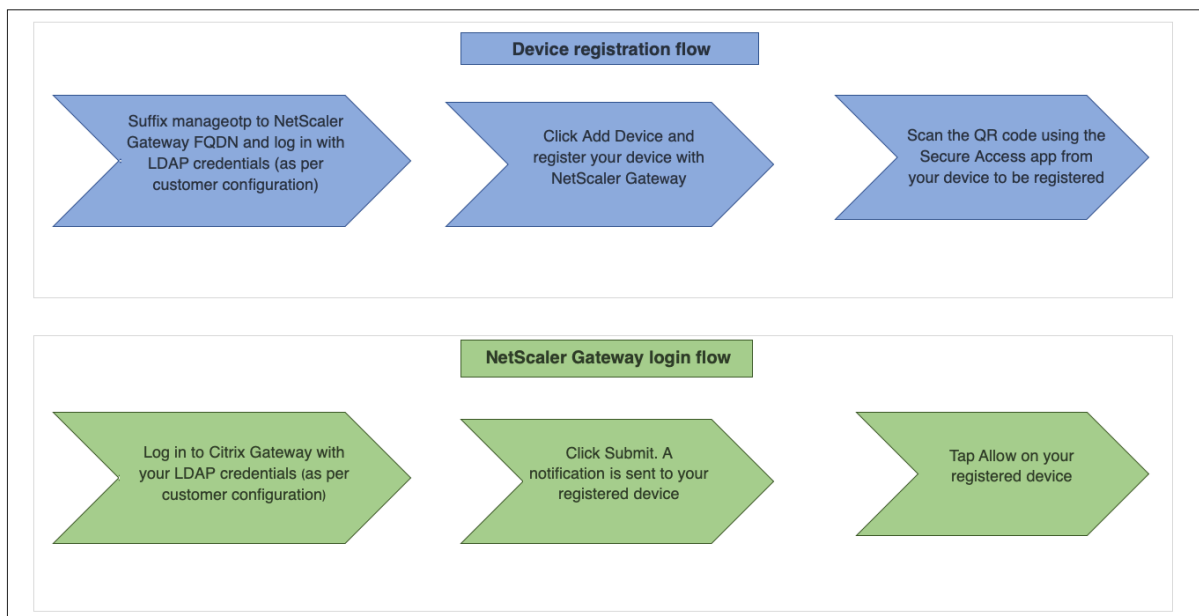 Device registration flow
Suffix manageotp to NetScaler
Gateway FQDN and log in with
LDAP credentials (as per
customer configuration)
Click Add Device and
register your device with
NetScaler Gateway
Scan the QR code using the
Secure Access app from
your device to be registered
NetScaler Gateway login flow
Log in to Citrix Gateway with
your LDAP credentials (as per
customer configuration)
Click Submit. A
notification is sent to your
registered device
Tap Allow on your
registered device